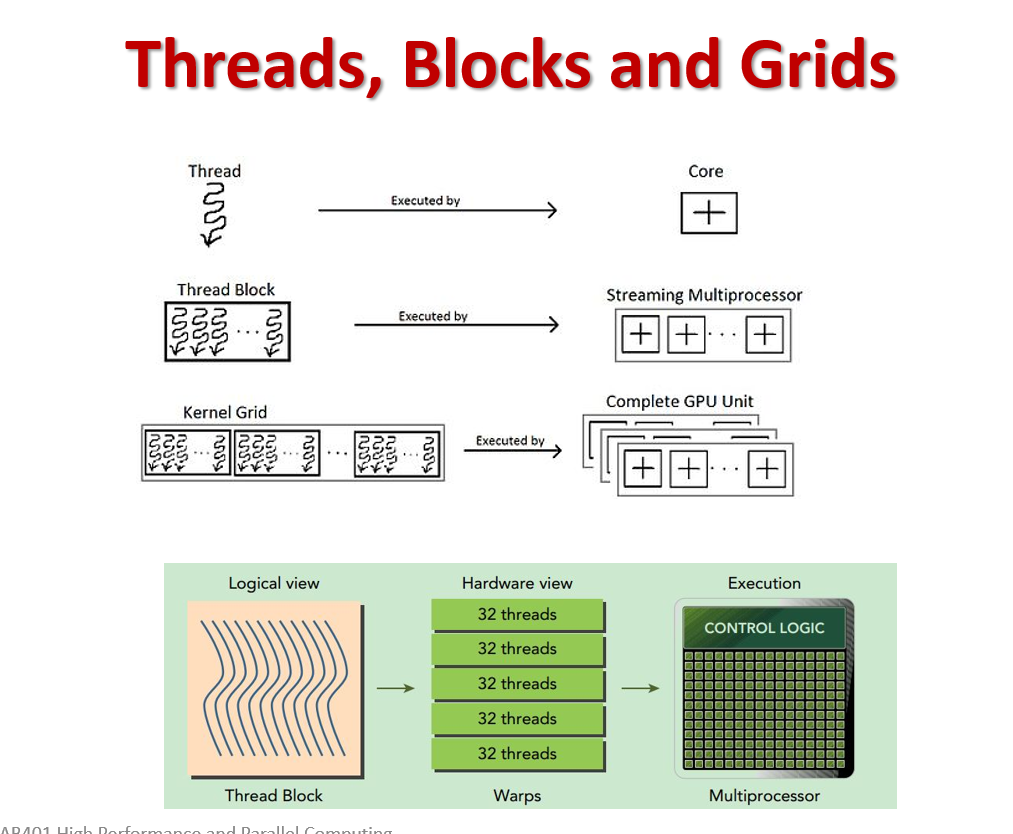 Threads, Blocks and Grids
Thread
Executed by
Core
Thread Block
Executed by
Streaming Multiprocessor
Kernel Grid
Executed by
Complete GPU Unit
Logical view
Hardware view
Execution
32 threads
32 threads
32 threads
32 threads
32 threads
CONTROL LOGIC
Thread Block
Warps
Multiprocessor
High Performance and Parallel Computing